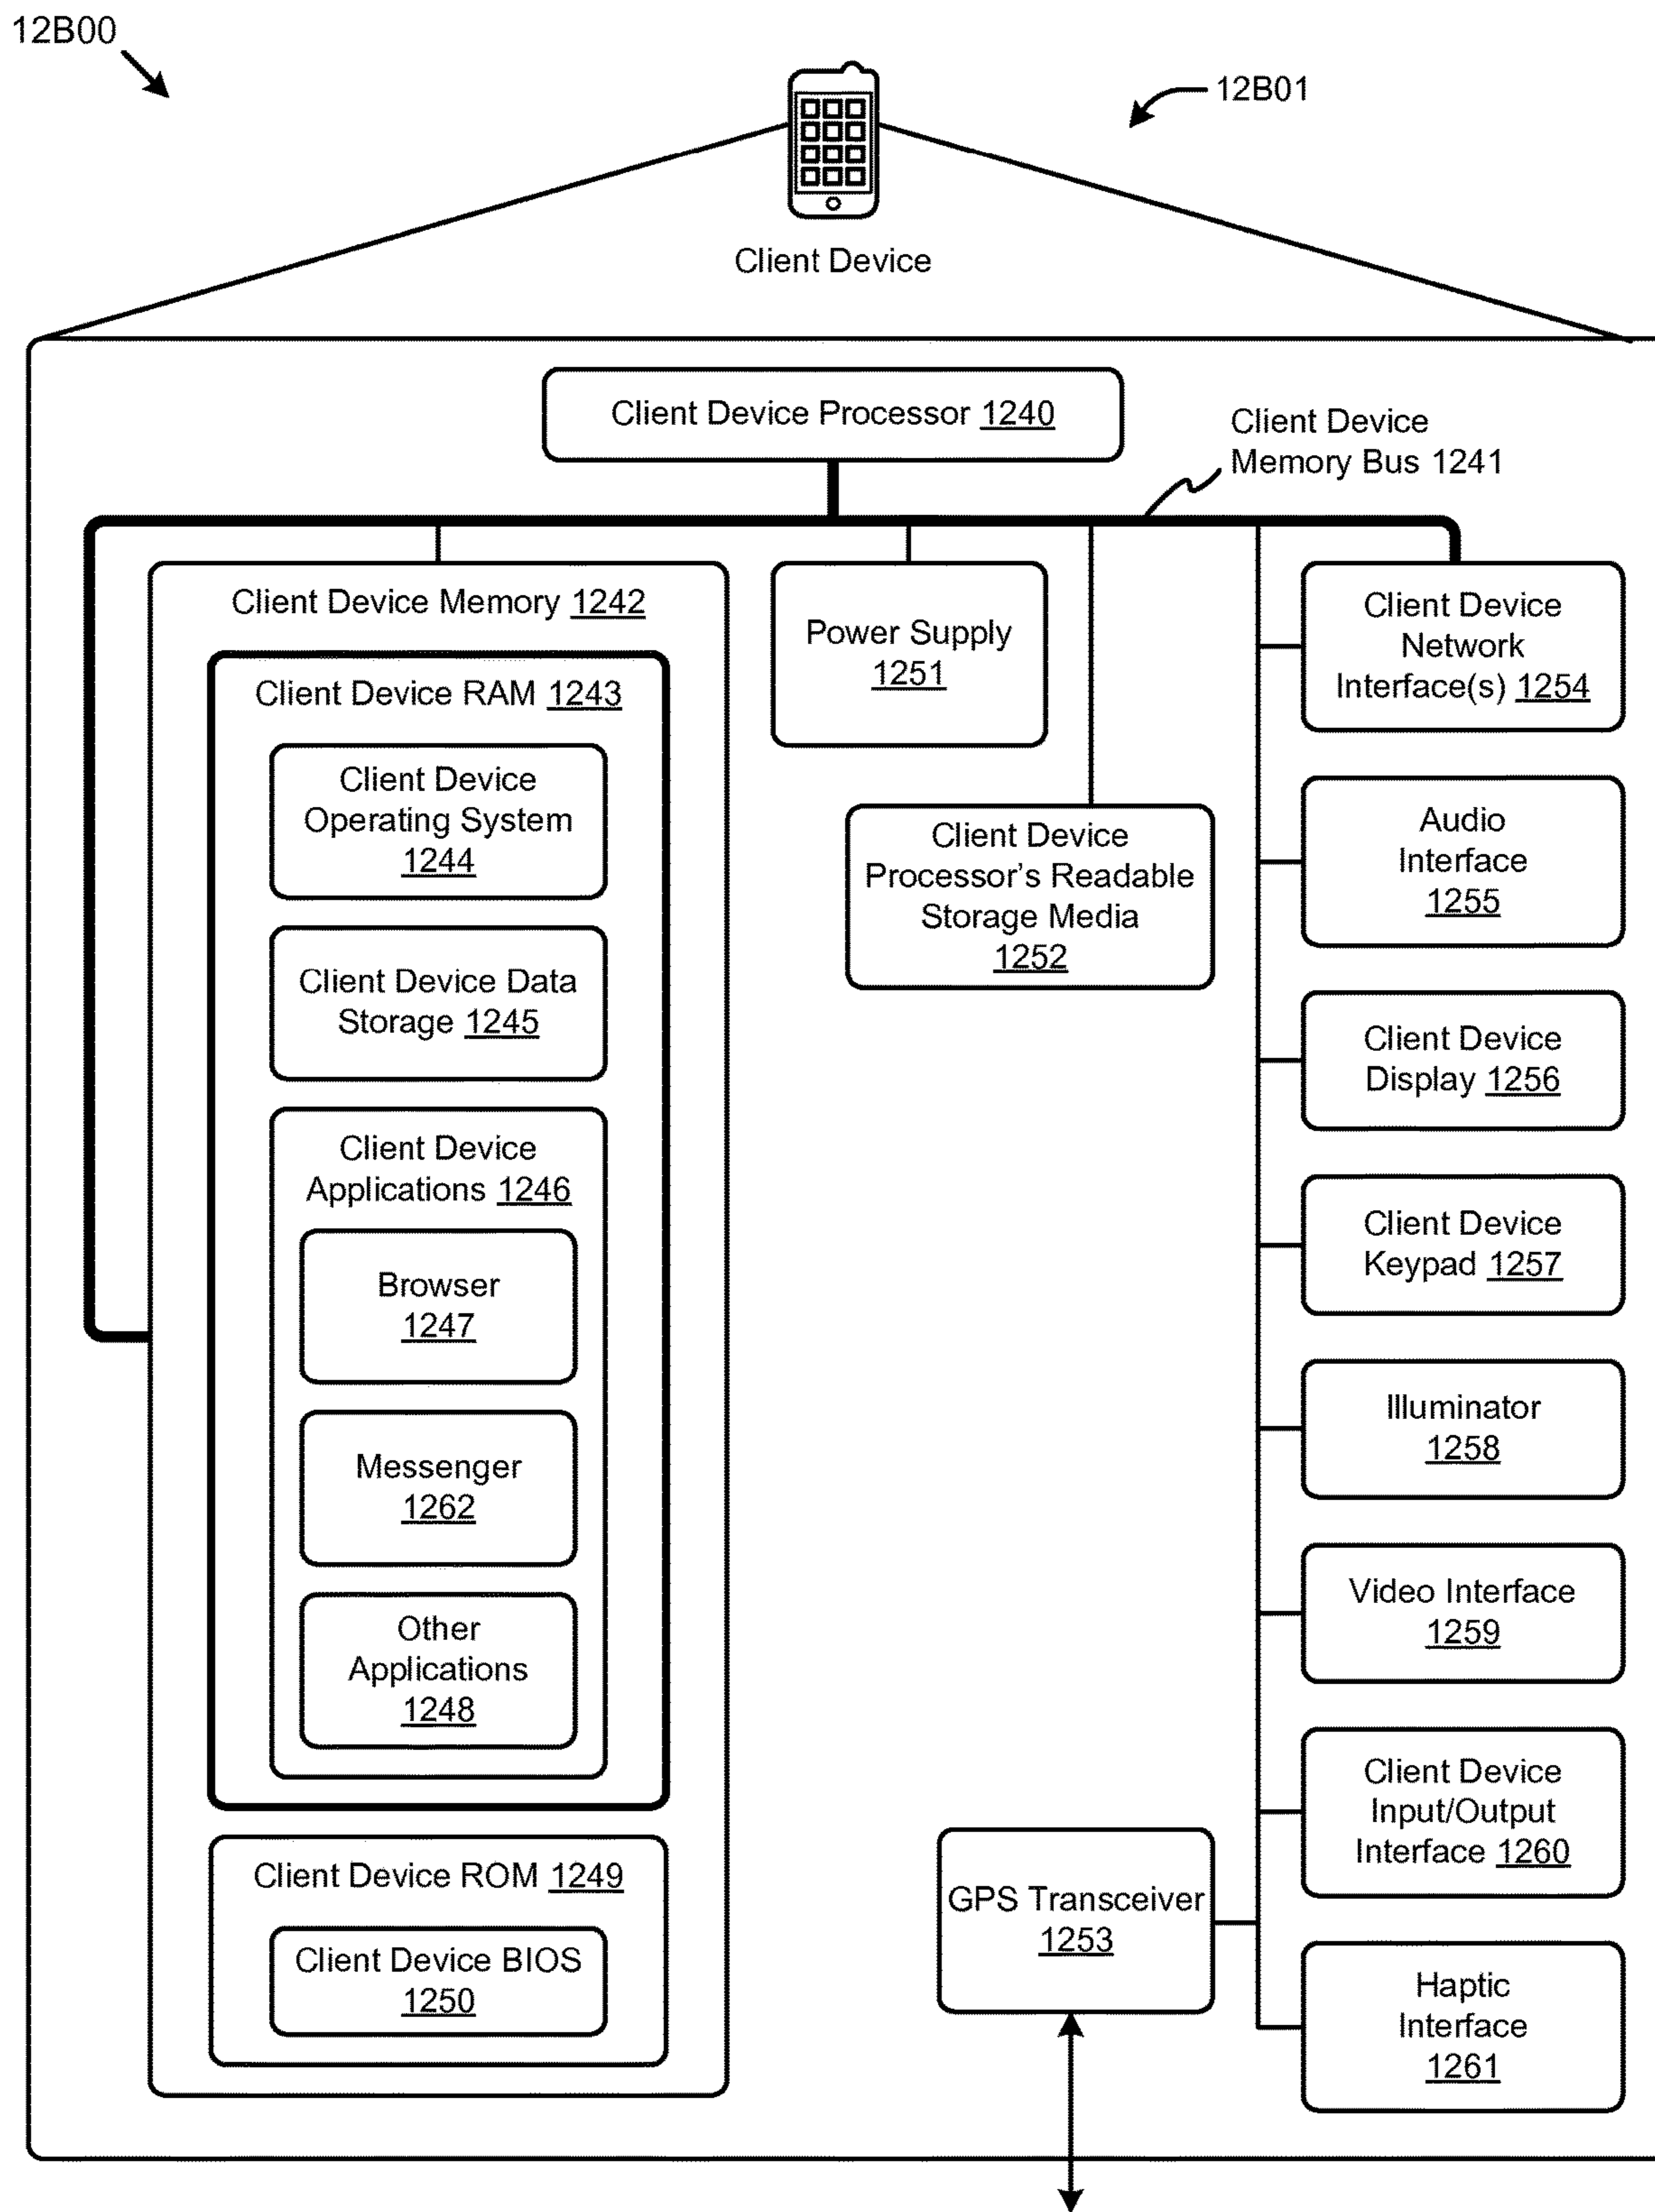 12B00
12B01
Client Device
Client Device Processor 1240
Client Device
Memory Bus 1241
Client Device Memory 1242
Client Device RAM 1243
Client Device
Operating System
1244
Client Device Data
Storage 1245
Client Device
Applications 1246
Browser
1247
Messenger
1262
Other
Applications
1248
Client Device ROM 1249
Client Device BIOS
1250
Power Supply
1251
Client Device
Processor's Readable
Storage Media
1252
GPS Transceiver
1253
Client Device
Network
Interface(s) 1254
Audio
Interface
1255
Client Device
Display 1256
Client Device
Keypad 1257
Illuminator
1258
Video Interface
1259
Client Device
Input/Output
Interface 1260
Haptic
Interface
1261